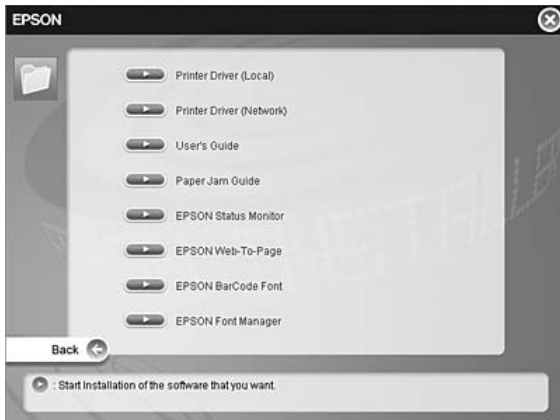 EPSON
Printer Driver (Local)
Printer Driver (Network)
User's Guide
Paper Jam Guide
EPSON Status Monitor
EPSON Web-To-Page
EPSON BarCode Font
EPSON Font Manager
Back
: Start Installation of the software that you want.